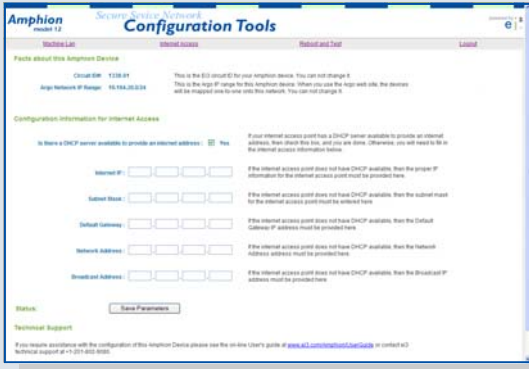 Amphion
model 12
Secure Service Network
Configuration Tools
powered by
ei
Machine Lan Internet Access Reboot and Test Logout
Facts about this Amphion Device
Circuit ID#: 1339.01 This is the EI3 circuit ID for your Amphion device. You can not change it.
Argo Network IP Range: This is the Argo IP range for this Amphion device. When you use the Argo web site, the devices
will be mapped one-to-one onto this network. You can not change it.
Configuration Information for Internet Access
Is there a DHCP server available to provide an internet address : Yes
If your internet access point has a DHCP server available to provide an internet
address, then check this box, and you are done. Otherwise, you will need to fill in
the internet access information below.
Internet IP :
If the internet access point does not have DHCP available, then the proper IP
information for the internet access point must be provided here.
Subnet Mask :
If the internet access point does not have DHCP available, then the subnet mask
for the internet access point must be entered here.
Default Gateway :
If the internet access point does not have DHCP available, then the Default
Gateway IP address must be provided here.
Network Address :
If the internet access point does not have DHCP available, then the Network
Address address must be provided here.
Broadcast Address :
If the internet access point does not have DHCP available, then the Broadcast IP
address must be provided here.
Status: Save Parameters
Technical Support
If you require assistance with the configuration of this Amphion Device please see the on-line User's guide at www.ei3.com/Amphion/UserGuide or contact ei3
technical support at